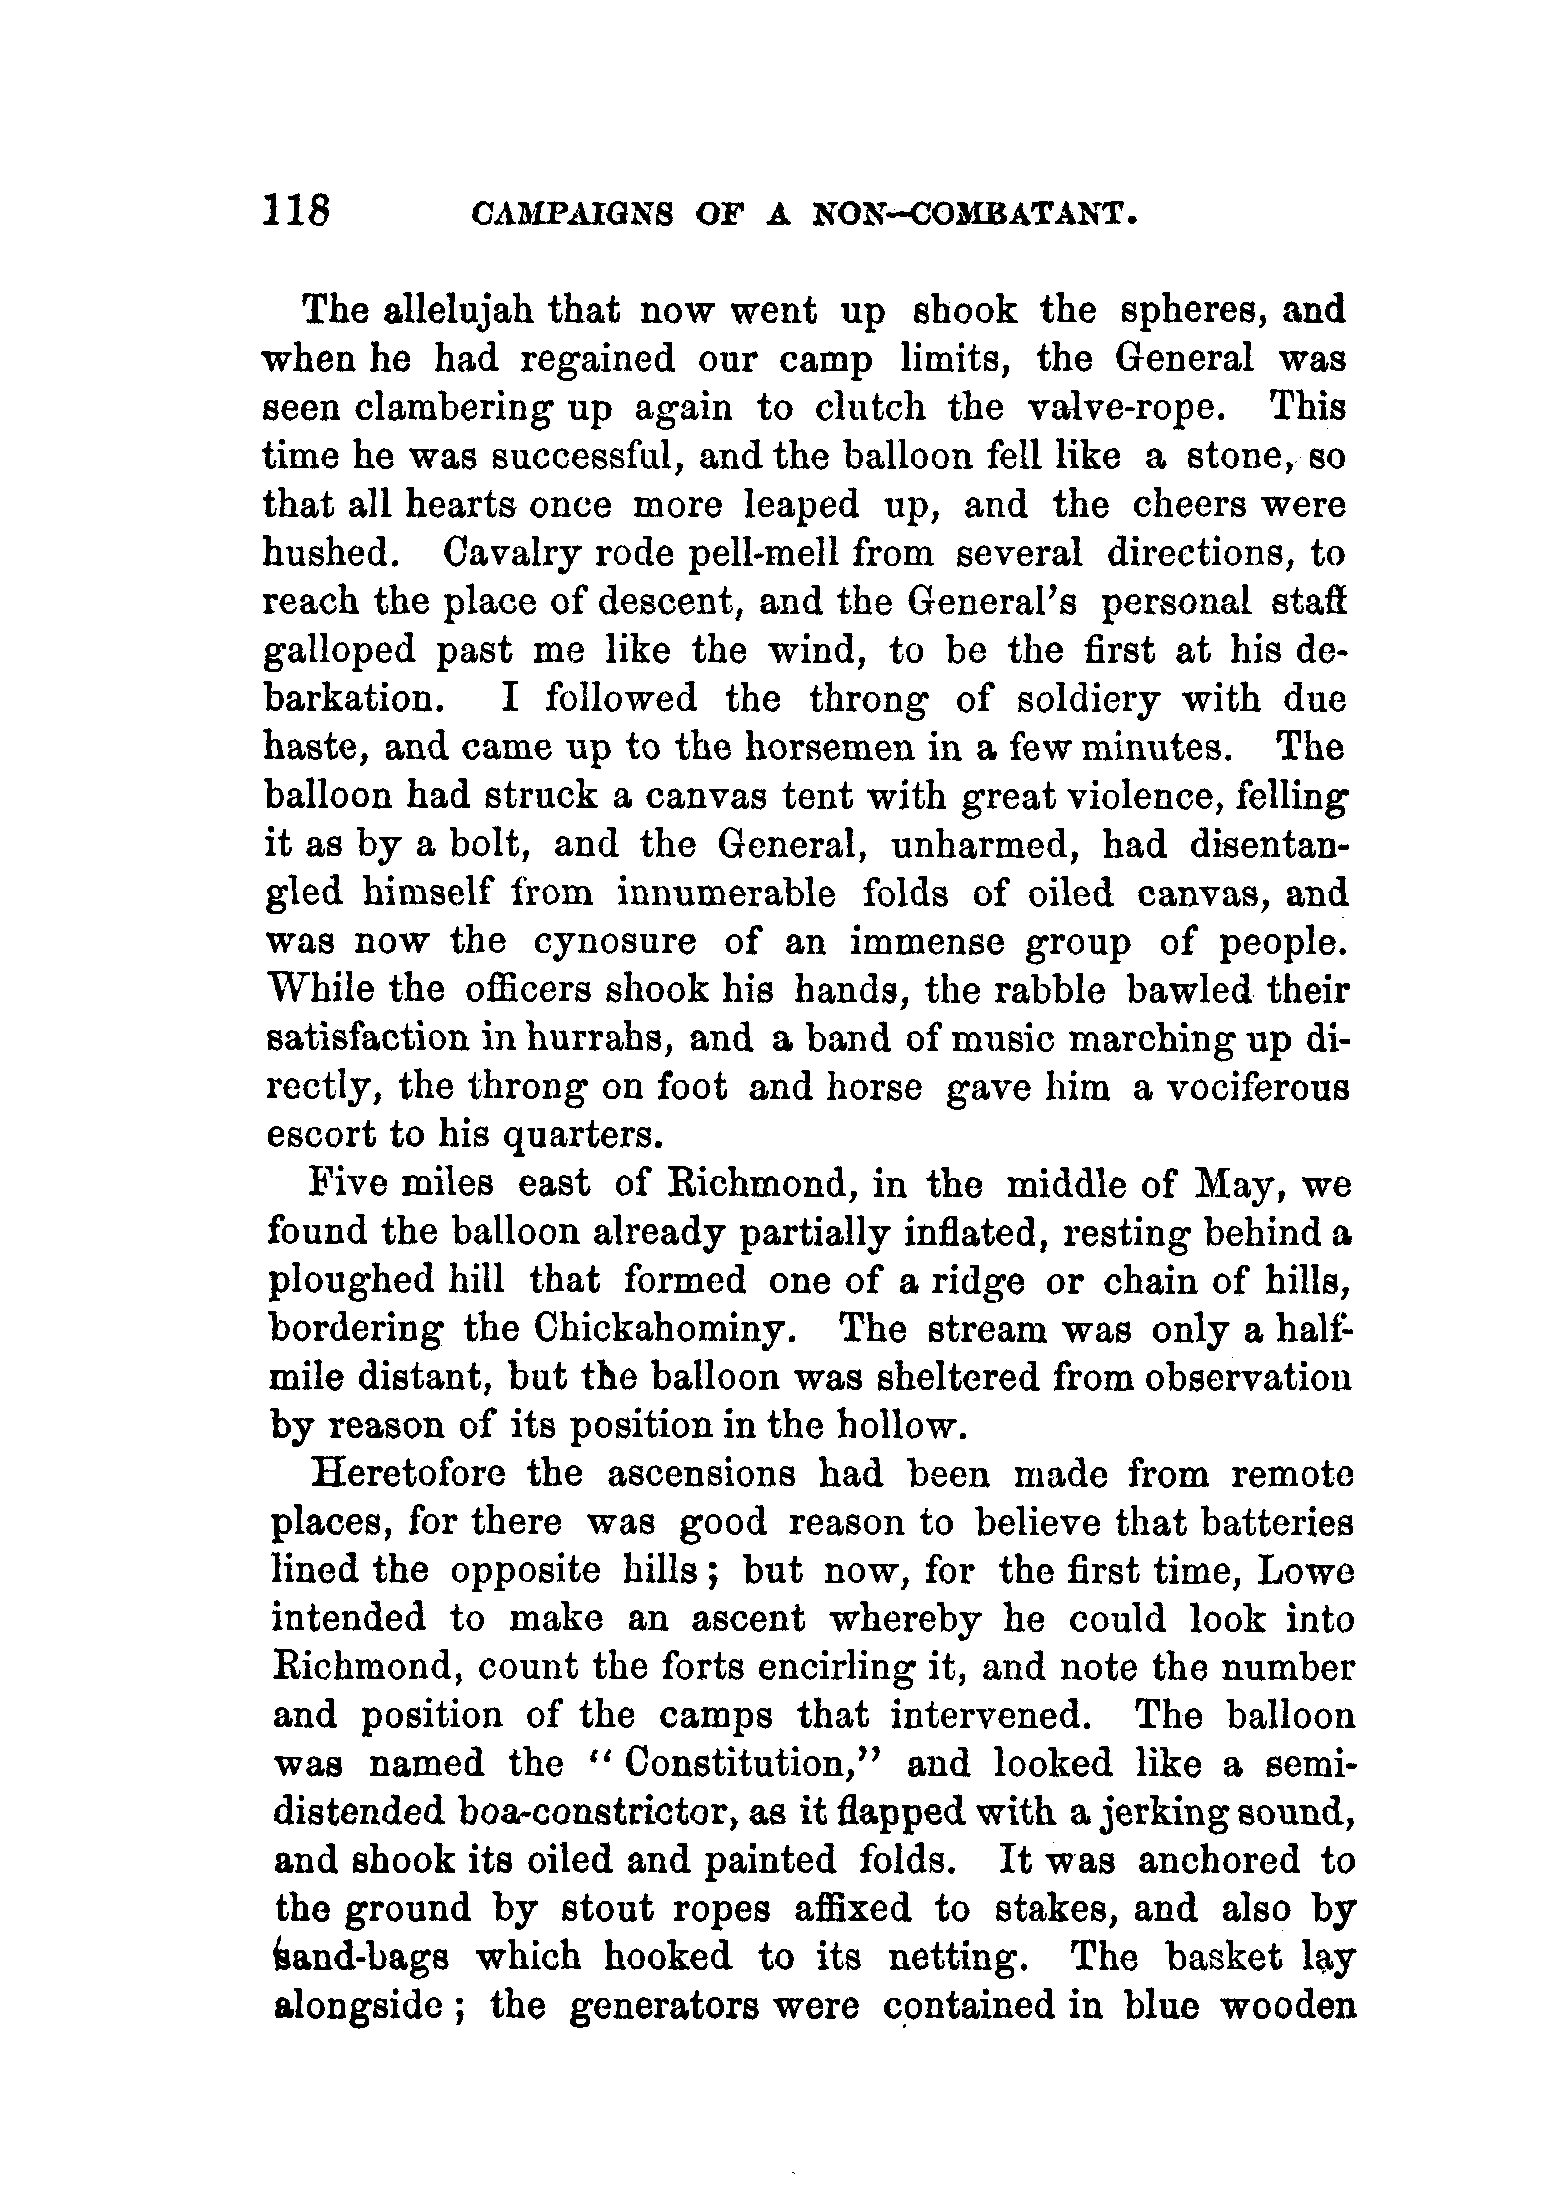 118 CAMPAIGNS OF A NON-COMBATANT.
The allelujah that now went up shook the spheres, and
when he had regained our camp limits, the General was
seen clambering up again to clutch the valve-rope. This
time he was successful, and the balloon fell like a stone, so
that all hearts once more leaped up, and the cheers were
hushed. Cavalry rode pell-mell from several directions, to
reach the place of descent, and the General's personal staff
galloped past me like the wind, to be the first at his de-
barkation. I followed the throng of soldiery with due
haste, and came up to the horsemen in a few minutes. The
balloon had struck a canvas tent with great violence, felling
it as by a bolt, and the General, unharmed, had disentan-
gled himself from innumerable folds of oiled canvas, and
was now the cynosure of an immense group of people.
While the officers shook his hands, the rabble bawled their
satisfaction in hurrahs, and a band of music marching up di-
rectly, the throng on foot and horse gave him a vociferous
escort to his quarters.
Five miles east of Richmond, in the middle of May, we
found the balloon already partially inflated, resting behind a
ploughed hill that formed one of a ridge or chain of hills,
bordering the Chickahominy. The stream was only a half-
mile distant, but the balloon was sheltered from observation
by reason of its position in the hollow.
Heretofore the ascensions had been made from remote
places, for there was good reason to believe that batteries
lined the opposite hills; but now, for the first time, Lowe
intended to make an ascent whereby he could look into
Richmond, count the forts encirling it, and note the number
and position of the camps that intervened. The balloon
was named the "Constitution," and looked like a semi-
distended boa-constrictor, as it flapped with a jerking sound,
and shook its oiled and painted folds. It was anchored to
the ground by stout ropes affixed to stakes, and also by
sand-bags which hooked to its netting. The basket lay
alongside; the generators were contained in blue wooden